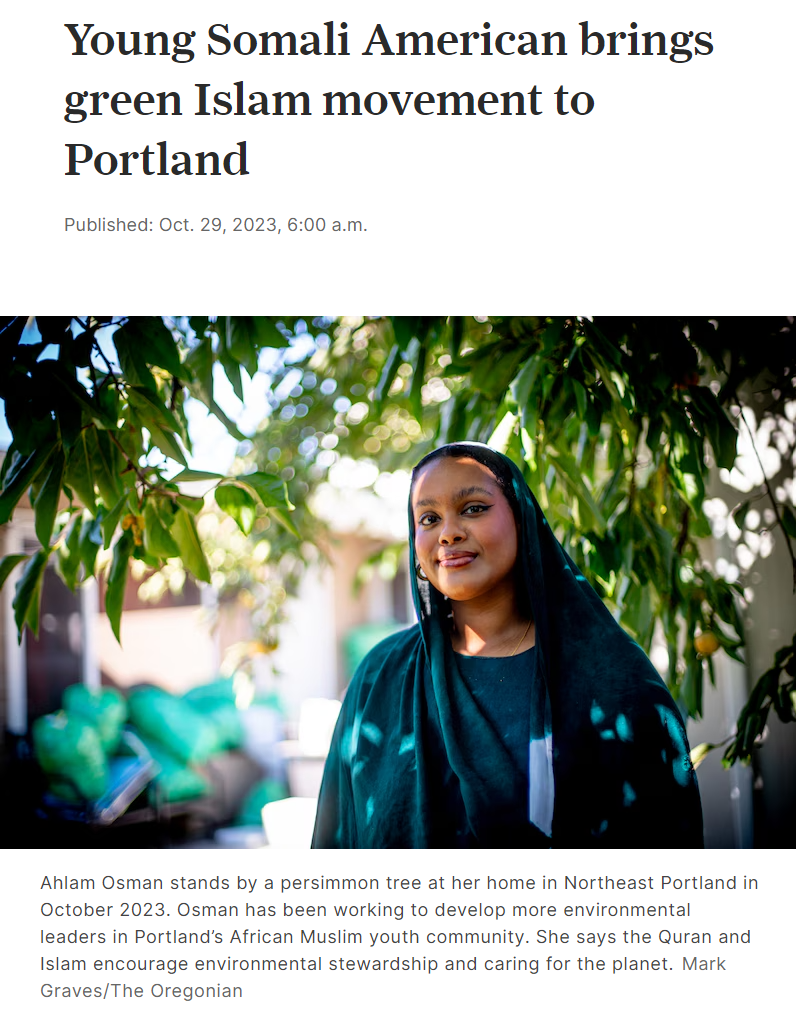 Young Somali American brings
green Islam movement to
Portland
Published: Oct. 29, 2023, 6:00 a.m.
Ahlam Osman stands by a persimmon tree at her home in Northeast Portland in
October 2023. Osman has been working to develop more environmental
leaders in Portland’s African Muslim youth community. She says the Quran and
Islam encourage environmental stewardship and caring for the planet. Mark
Graves/The Oregonian